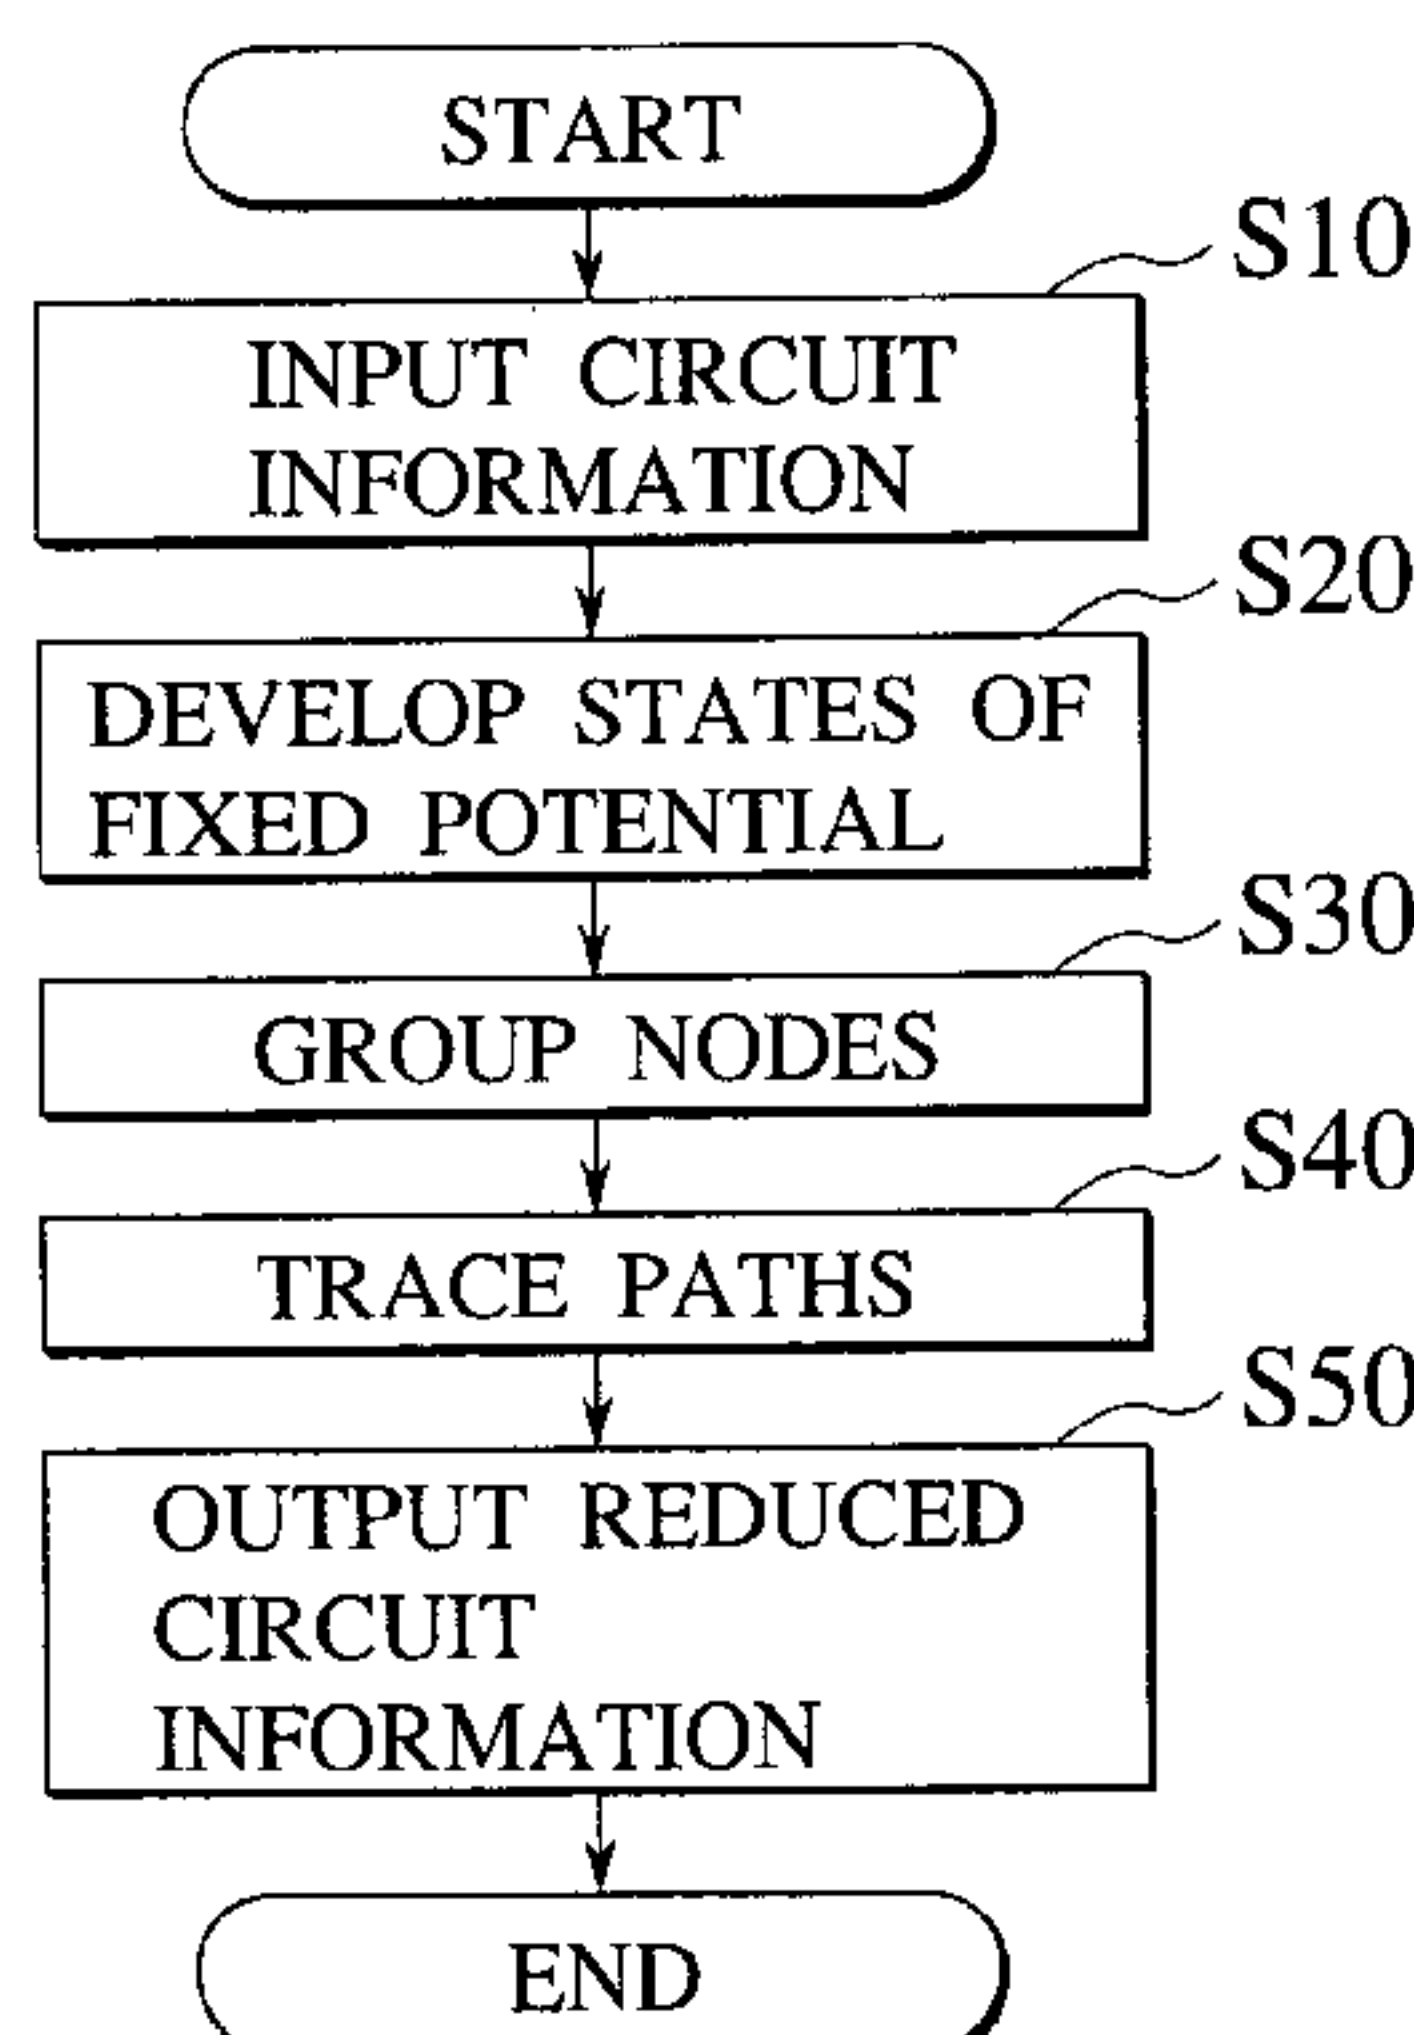 START
S10
INPUT CIRCUIT
INFORMATION
S20
DEVELOP STATES OF
FIXED POTENTIAL
S30
GROUP NODES
S40
TRACE PATHS
S50
OUTPUT REDUCED
CIRCUIT
INFORMATION
END